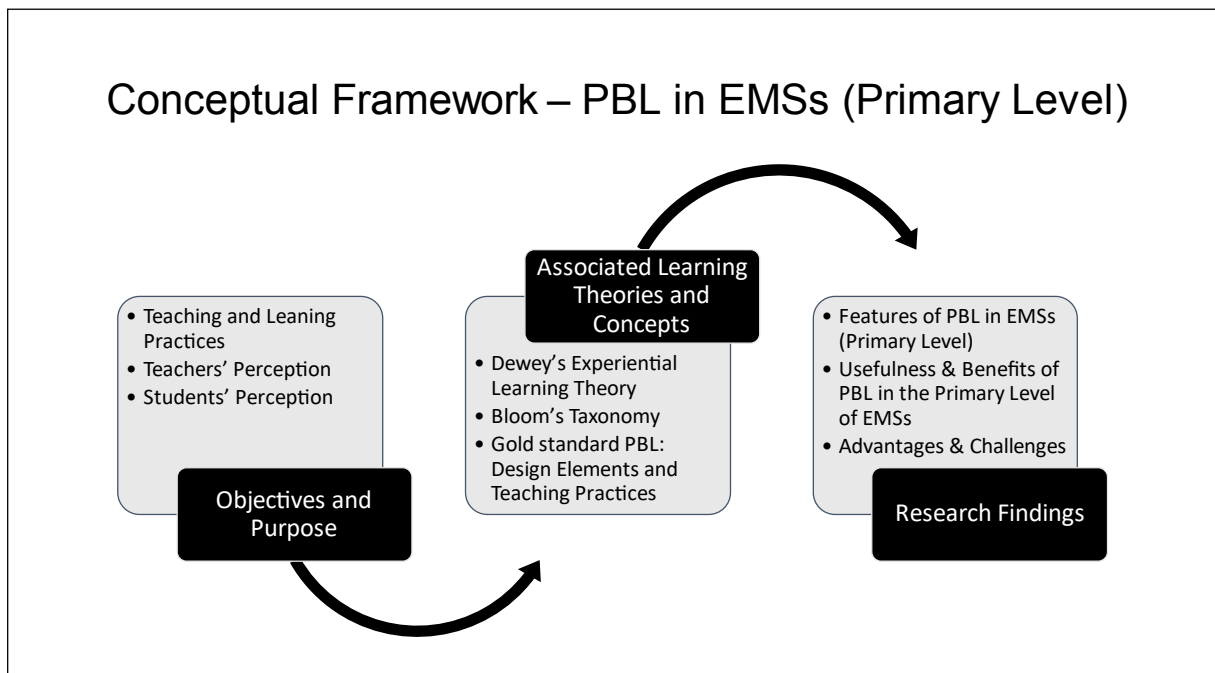 Conceptual Framework – PBL in EMSs (Primary Level)
• Teaching and Leaning
Practices
• Teachers’ Perception
• Students’ Perception
Objectives and
Purpose
Associated Learning
Theories and
Concepts
• Dewey’s Experiential
Learning Theory
• Bloom’s Taxonomy
• Gold standard PBL:
Design Elements and
Teaching Practices
• Features of PBL in EMSs
(Primary Level)
• Usefulness & Benefits of
PBL in the Primary Level
of EMSs
• Advantages & Challenges
Research Findings